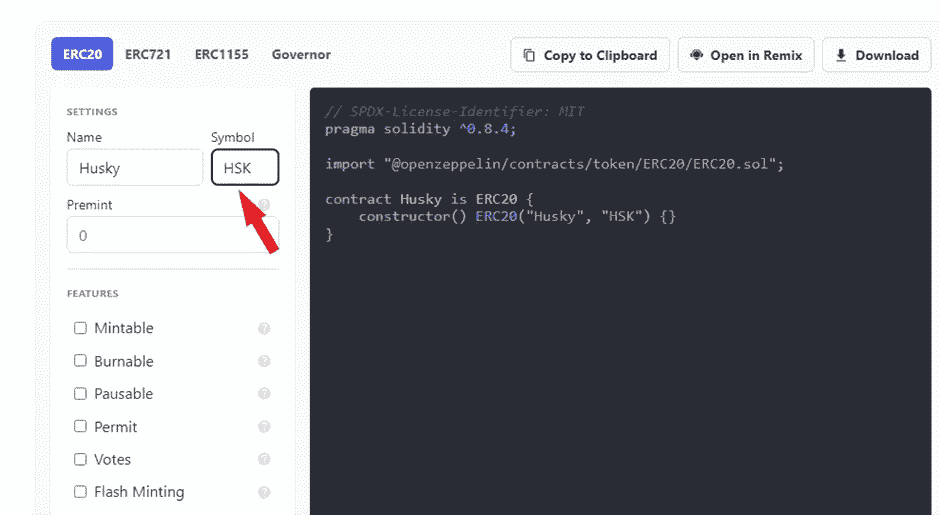 ERC20 ERC721 ERC1155 Governor Copy to Clipboard Open in Remix Download
SETTINGS
Name Symbol
Husky HSK
Premint ?
0
FEATURES
Mintable ?
Burnable ?
Pausable ?
Permit ?
Votes ?
Flash Minting ?
// SPDX-License-Identifier: MIT
pragma solidity ^0.8.4;
import "@openzeppelin/contracts/token/ERC20/ERC20.sol";
contract Husky is ERC20 {
    constructor() ERC20("Husky", "HSK") {}
}